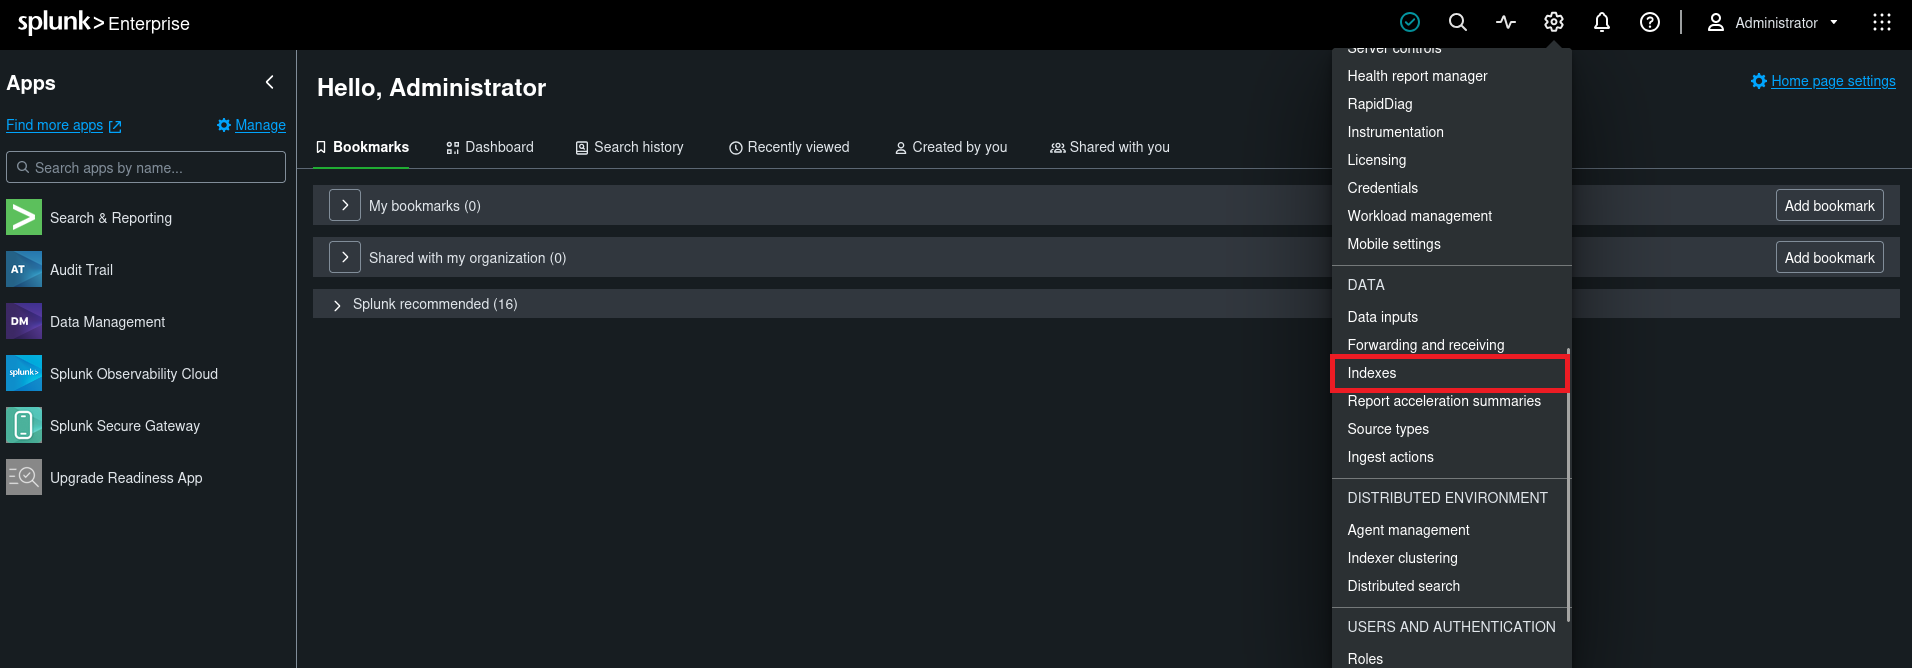 splunk> Enterprise
Administrator
Apps
Find more apps
Manage
Search apps by name...
Search & Reporting
AT
Audit Trail
DM
Data Management
splunk>
Splunk Observability Cloud
Splunk Secure Gateway
Upgrade Readiness App
Hello, Administrator
Home page settings
Bookmarks
Dashboard
Search history
Recently viewed
Created by you
Shared with you
My bookmarks (0)
Add bookmark
Shared with my organization (0)
Add bookmark
Splunk recommended (16)
Server controls
Health report manager
RapidDiag
Instrumentation
Licensing
Credentials
Workload management
Mobile settings
DATA
Data inputs
Forwarding and receiving
Indexes
Report acceleration summaries
Source types
Ingest actions
DISTRIBUTED ENVIRONMENT
Agent management
Indexer clustering
Distributed search
USERS AND AUTHENTICATION
Roles